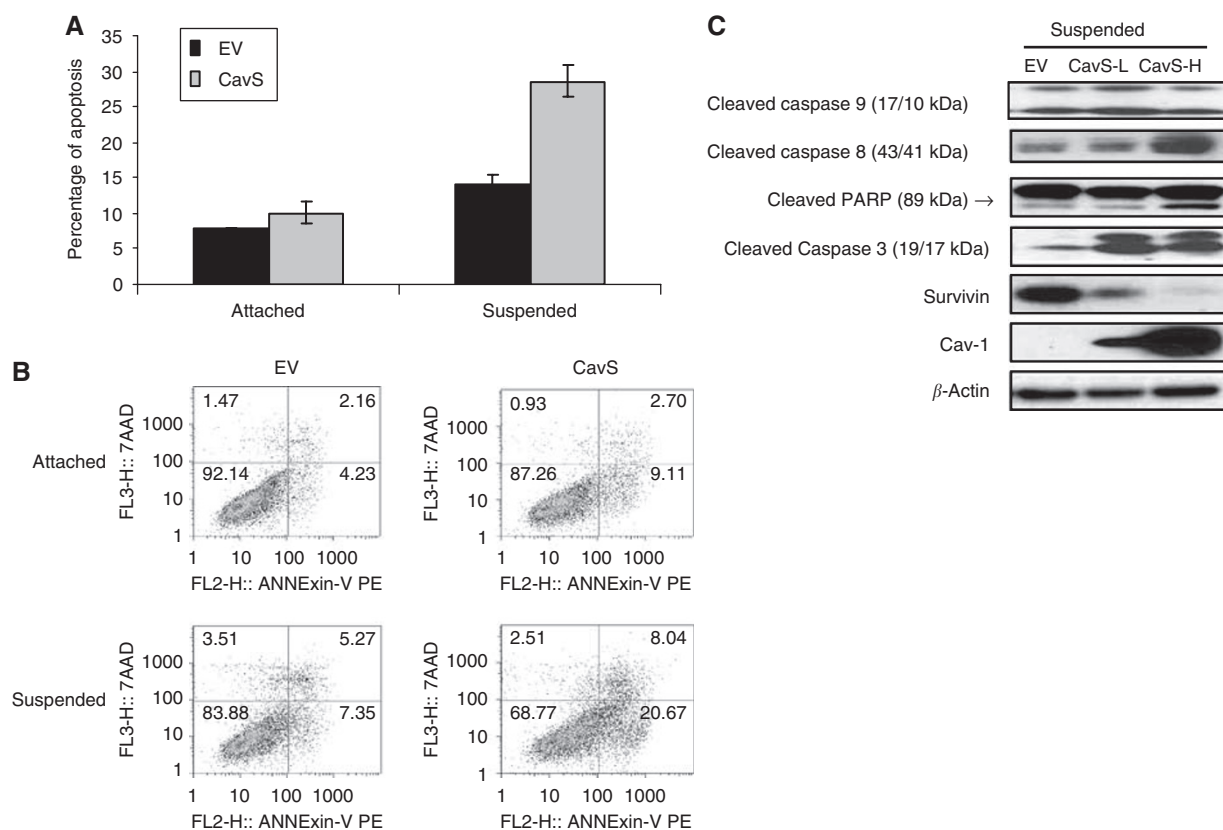 A
EV
CavS
Percentage of apoptosis
35
30
25
20
15
10
5
0
Attached
Suspended
B
EV
CavS
Attached
FL3-H:: 7AAD
1000
100
10
1
1.47
2.16
92.14
4.23
1 10 100 1000
FL2-H:: ANNExin-V PE
FL3-H:: 7AAD
1000
100
10
1
0.93
2.70
87.26
9.11
1 10 100 1000
FL2-H:: ANNExin-V PE
Suspended
FL3-H:: 7AAD
1000
100
10
1
3.51
5.27
83.88
7.35
1 10 100 1000
FL2-H:: ANNExin-V PE
FL3-H:: 7AAD
1000
100
10
1
2.51
8.04
68.77
20.67
1 10 100 1000
FL2-H:: ANNExin-V PE
C
Suspended
EV CavS-L CavS-H
Cleaved caspase 9 (17/10 kDa)
Cleaved caspase 8 (43/41 kDa)
Cleaved PARP (89 kDa) →
Cleaved Caspase 3 (19/17 kDa)
Survivin
Cav-1
β-Actin